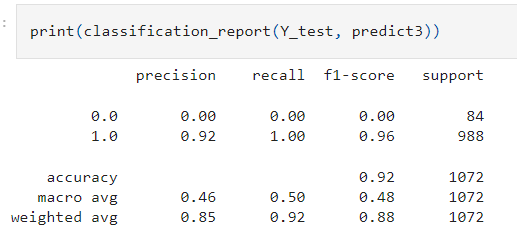 :
print(classification_report(Y_test, predict3))
precision recall f1-score support
0.0 0.00 0.00 0.00 84
1.0 0.92 1.00 0.96 988
accuracy 0.92 1072
macro avg 0.46 0.50 0.48 1072
weighted avg 0.85 0.92 0.88 1072